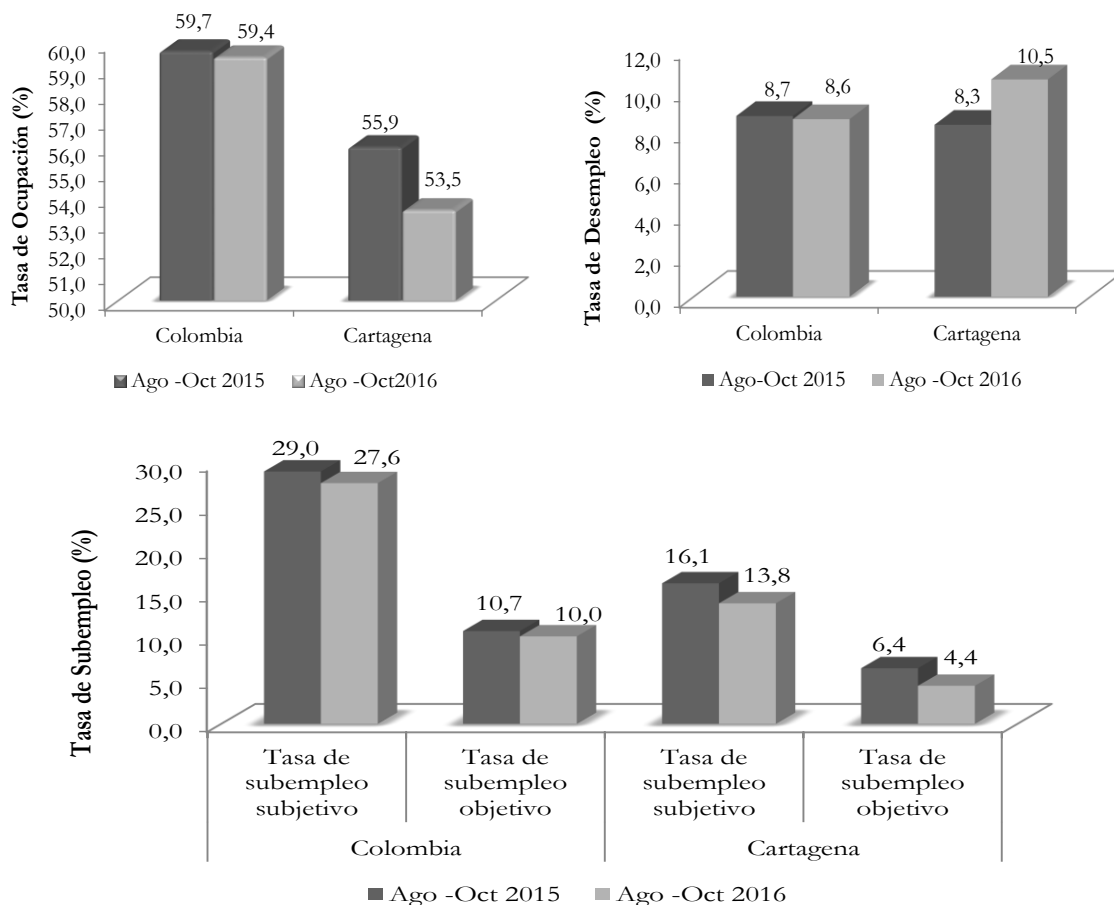 Tasa de Ocupación (%)
60,0
59,0
58,0
57,0
56,0
55,0
54,0
53,0
52,0
51,0
50,0
59,7
59,4
55,9
53,5
Colombia
Cartagena
Ago -Oct 2015
Ago -Oct2016
Tasa de Desempleo (%)
12,0
10,0
8,0
6,0
4,0
2,0
0,0
8,7
8,6
8,3
10,5
Colombia
Cartagena
Ago-Oct 2015
Ago -Oct 2016
Tasa de Subempleo (%)
30,0
25,0
20,0
15,0
10,0
5,0
0,0
29,0
27,6
10,7
10,0
16,1
13,8
6,4
4,4
Tasa de
subempleo
subjetivo
Tasa de
subempleo
objetivo
Tasa de
subempleo
subjetivo
Tasa de
subempleo
objetivo
Colombia
Cartagena
Ago -Oct 2015
Ago -Oct 2016